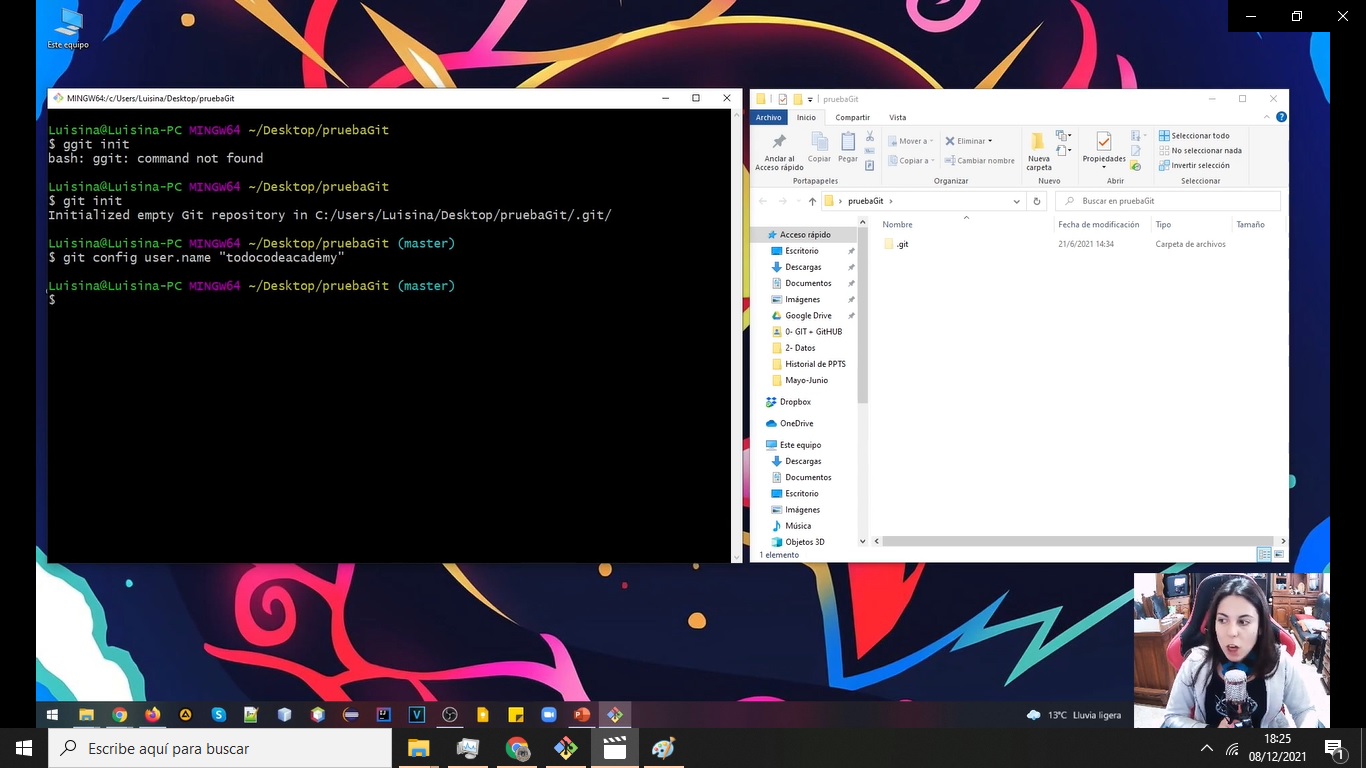 Este equipo
MINGW64:/c/Users/Luisina/Desktop/pruebaGit
Luisina@Luisina-PC MINGW64 ~/Desktop/pruebaGit
$ ggit init
bash: ggit: command not found
Luisina@Luisina-PC MINGW64 ~/Desktop/pruebaGit
$ git init
Initialized empty Git repository in C:/Users/Luisina/Desktop/pruebaGit/.git/
Luisina@Luisina-PC MINGW64 ~/Desktop/pruebaGit (master)
$ git config user.name "todocodeacademy"
Luisina@Luisina-PC MINGW64 ~/Desktop/pruebaGit (master)
$
pruebaGit
Archivo Inicio Compartir Vista
Anclar al Acceso rápido
Copiar
Pegar
Portapapeles
Mover a
Copiar a
Eliminar
Cambiar nombre
Organizar
Nueva carpeta
Nuevo
Propiedades
Abrir
Seleccionar todo
No seleccionar nada
Invertir selección
Seleccionar
pruebaGit
Buscar en pruebaGit
Nombre Fecha de modificación Tipo Tamaño
.git 21/6/2021 14:34 Carpeta de archivos
Acceso rápido
Escritorio
Descargas
Documentos
Imágenes
Google Drive
0- GIT + GitHUB
2- Datos
Historial de PPTS
Mayo-Junio
Dropbox
OneDrive
Este equipo
Descargas
Documentos
Escritorio
Imágenes
Música
Objetos 3D
1 elemento
13°C Lluvia ligera
Escribe aquí para buscar
18:25
08/12/2021
1